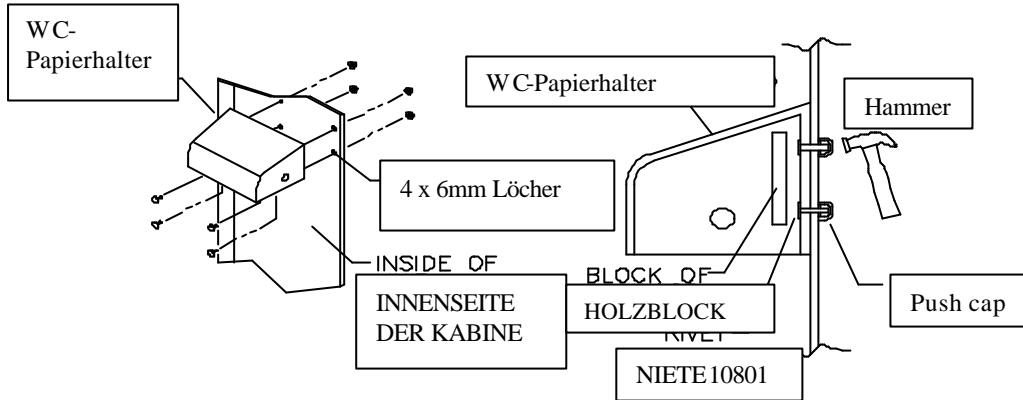 WC-
Papierhalter
WC-Papierhalter
Hammer
4 x 6mm Löcher
INSIDE OF
INNENSEITE
DER KABINE
BLOCK OF
HOLZBLOCK
Push cap
RIVET
NIETE 10801